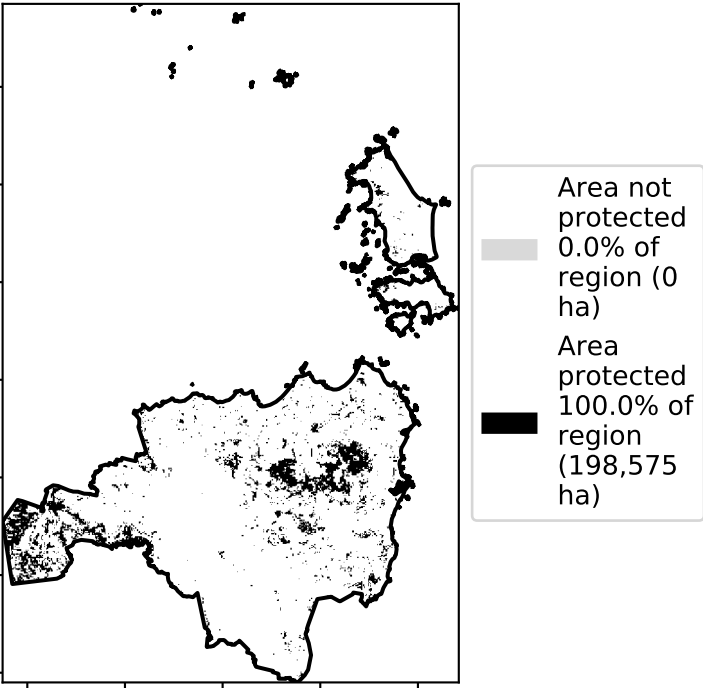 Area not
protected
0.0% of
region (0
ha)
Area
protected
100.0% of
region
(198,575
ha)